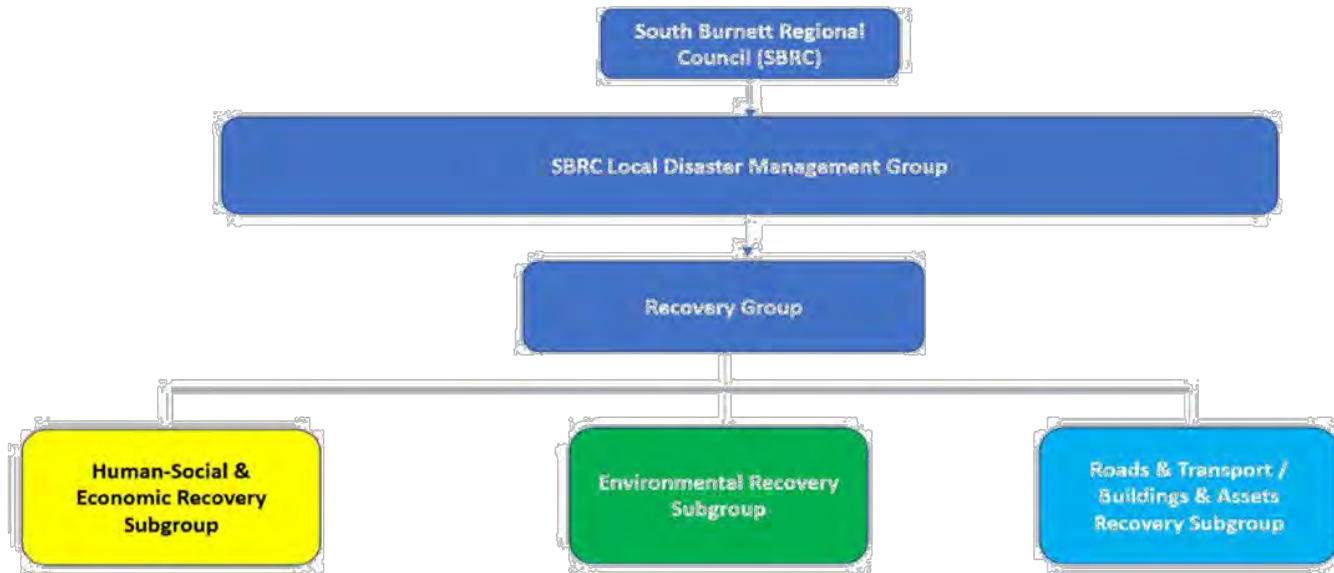 South Burnett Regional
Council (SBRC)
SBRC Local Disaster Management Group
Recovery Group
Human-Social &
Economic Recovery
Subgroup
Environmental Recovery
Subgroup
Roads & Transport /
Buildings & Assets
Recovery Subgroup